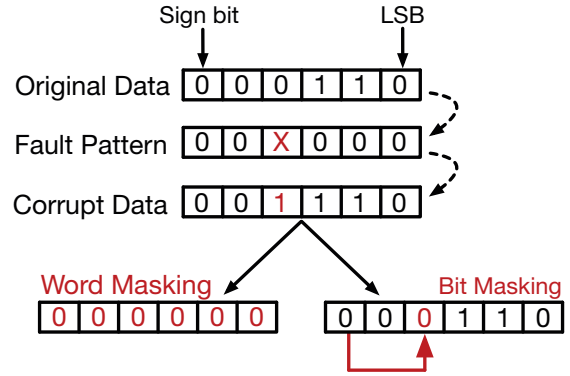 Sign bit LSB
Original Data 0 0 0 1 1 0
Fault Pattern 0 0 X 0 0 0
Corrupt Data 0 0 1 1 1 0
Word Masking Bit Masking
0 0 0 0 0 0 0 0 0 1 1 0